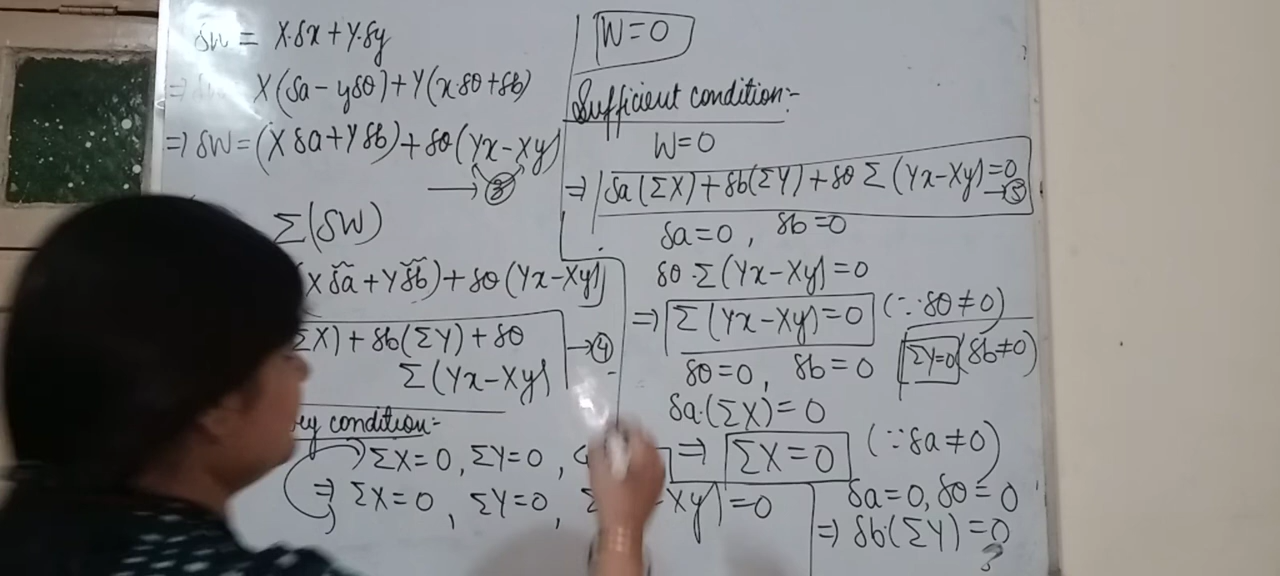 δW = X.δx + Y.δy
⇒ X(δa - yδθ) + Y(x.δθ + δb)
⇒ δW = (X δa + Y δb) + δθ (Yx - Xy)
→ ③
Σ(δW)
X δa + Y δb) + δθ (Yx - Xy)
ΣX) + δb(ΣY) + δθ
Σ(Yx - Xy) → ④
condition:-
ΣX = 0, ΣY = 0,
⇒ ΣX = 0, ΣY = 0, Xy) = 0
W = 0
Sufficient condition:-
W = 0
⇒ δa (ΣX) + δb(ΣY) + δθ Σ (Yx - Xy) = 0 → ⑤
δa = 0, δb = 0
δθ . Σ (Yx - Xy) = 0
⇒ Σ (Yx - Xy) = 0 (∵ δθ ≠ 0)
δθ = 0, δb = 0
δa.(ΣX) = 0
⇒ ΣX = 0 (∵ δa ≠ 0)
δa = 0, δθ = 0
⇒ δb(ΣY) = 0
?
ΣY = 0 (δb ≠ 0)